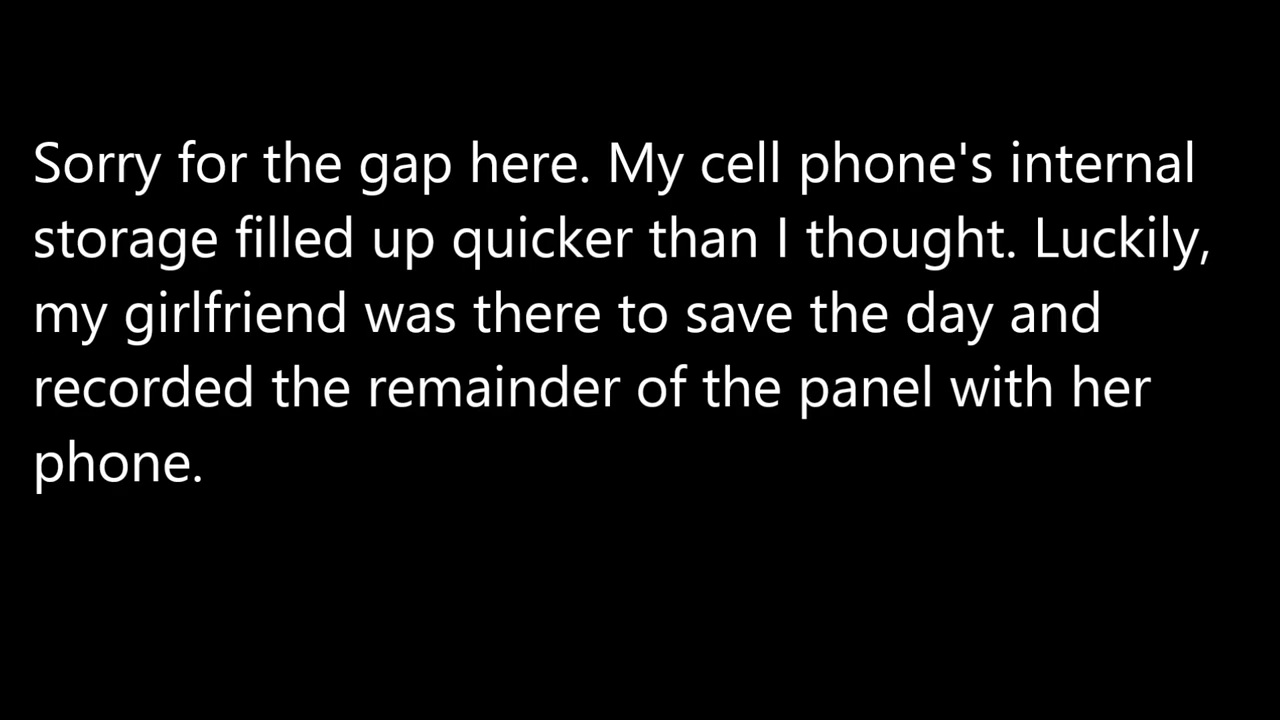 Sorry for the gap here. My cell phone's internal
storage filled up quicker than I thought. Luckily,
my girlfriend was there to save the day and
recorded the remainder of the panel with her
phone.